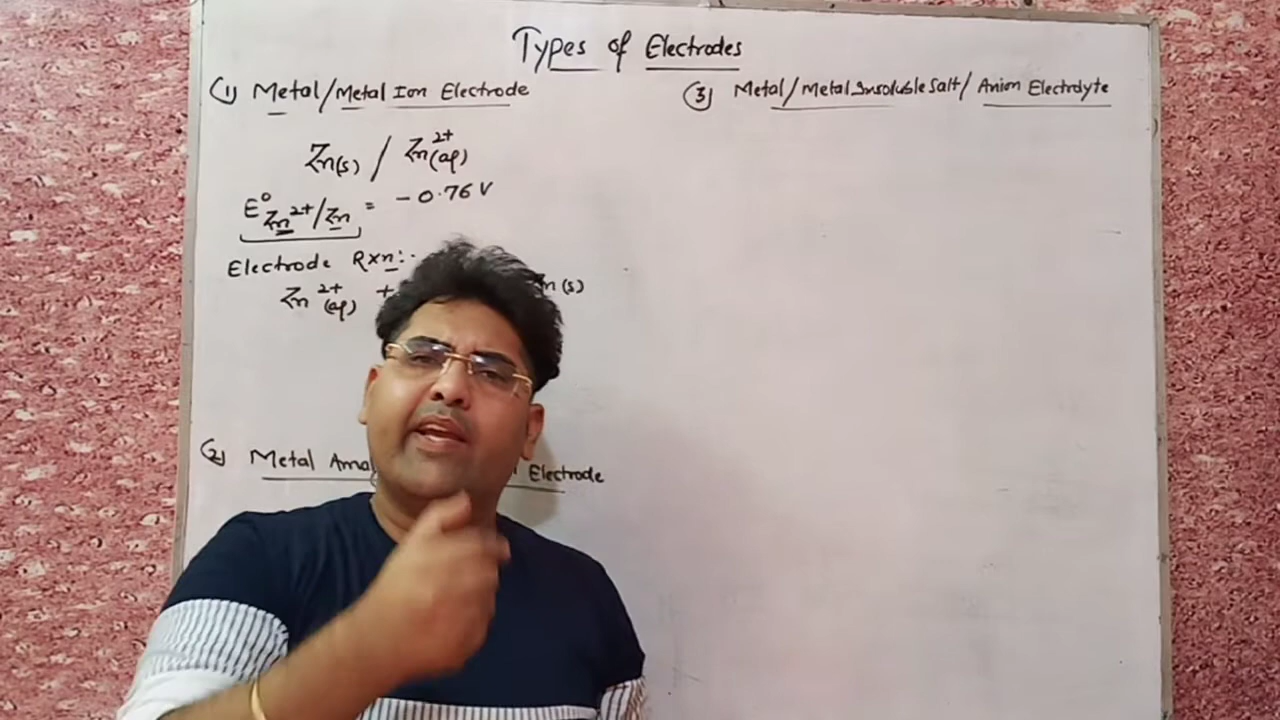 Types of Electrodes
(1) Metal/Metal Ion Electrode
Zn(s) / Zn²⁺(aq)
E⁰ Zn²⁺/Zn = -0.76 V
Electrode Rxn:-
Zn²⁺(aq) + n(s)
(2) Metal Electrode
(3) Metal/Metal Insoluble Salt/ Anion Electrolyte